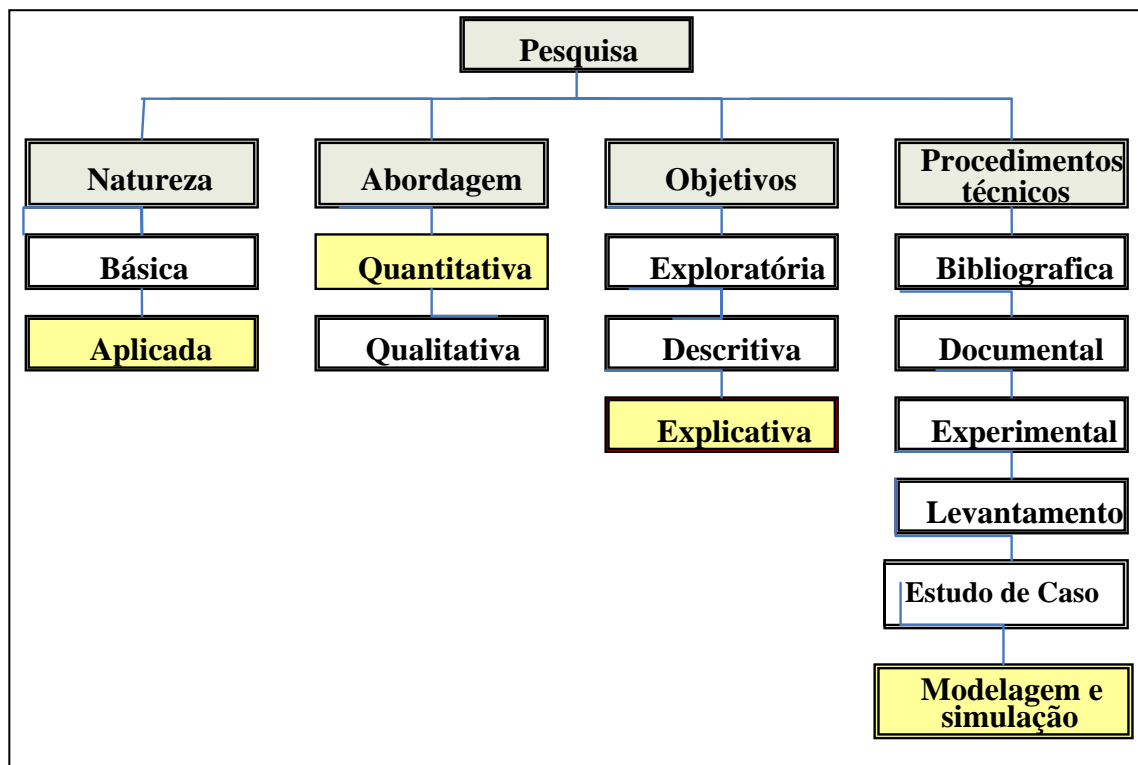 Pesquisa
Natureza
Abordagem
Objetivos
Procedimentos
técnicos
Básica
Quantitativa
Exploratória
Bibliografica
Aplicada
Qualitativa
Descritiva
Documental
Explicativa
Experimental
Levantamento
Estudo de Caso
Modelagem e
simulação